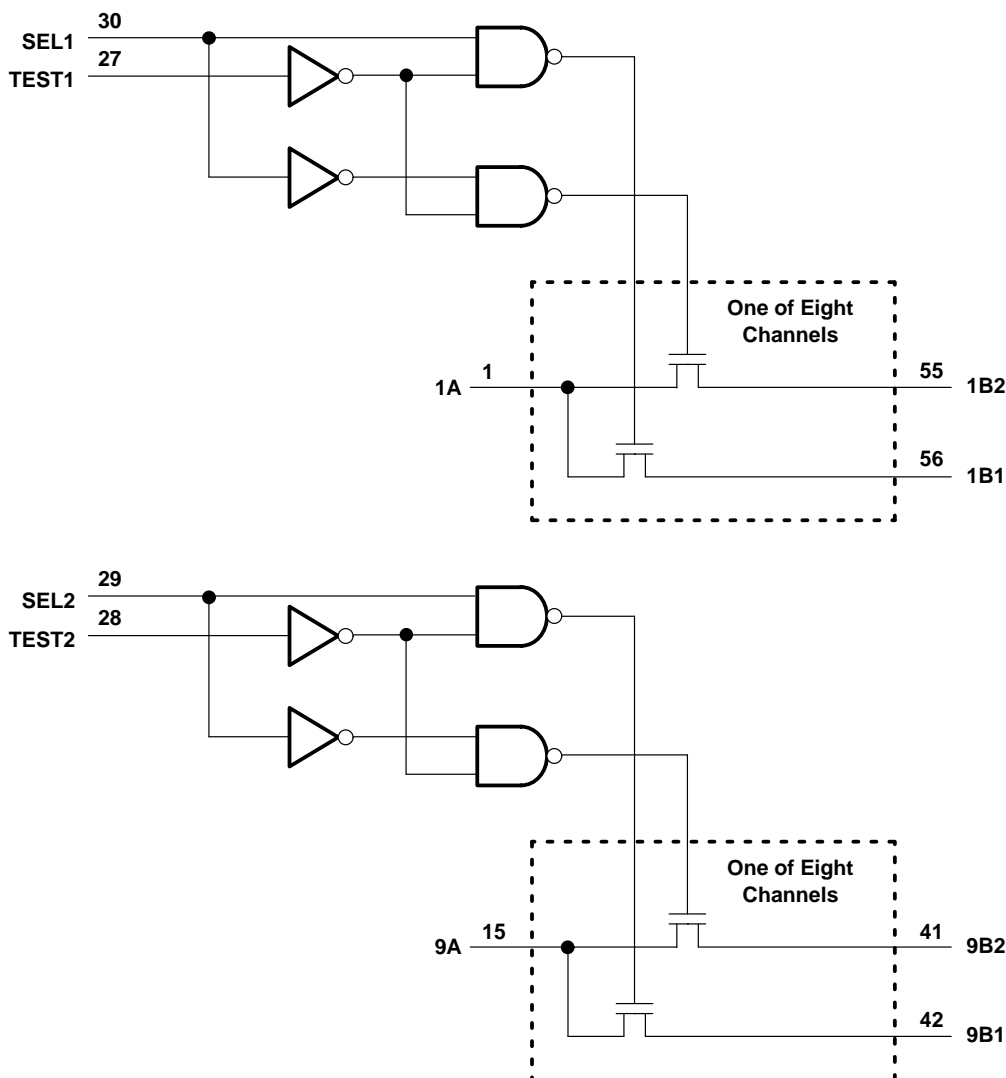 30
SEL1
27
TEST1
One of Eight
Channels
1
1A
55
1B2
56
1B1
29
SEL2
28
TEST2
One of Eight
Channels
15
9A
41
9B2
42
9B1